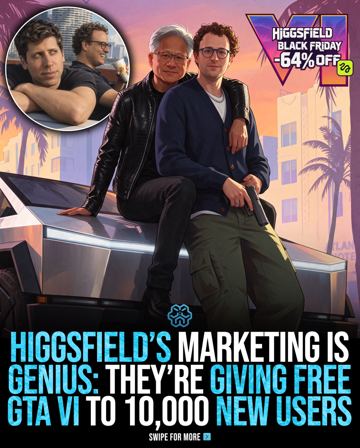 VI
HIGGSFIELD
BLACK FRIDAY
-64% OFF
HIGGSFIELD'S MARKETING IS
GENIUS: THEY'RE GIVING FREE
GTA VI TO 10,000 NEW USERS
SWIPE FOR MORE